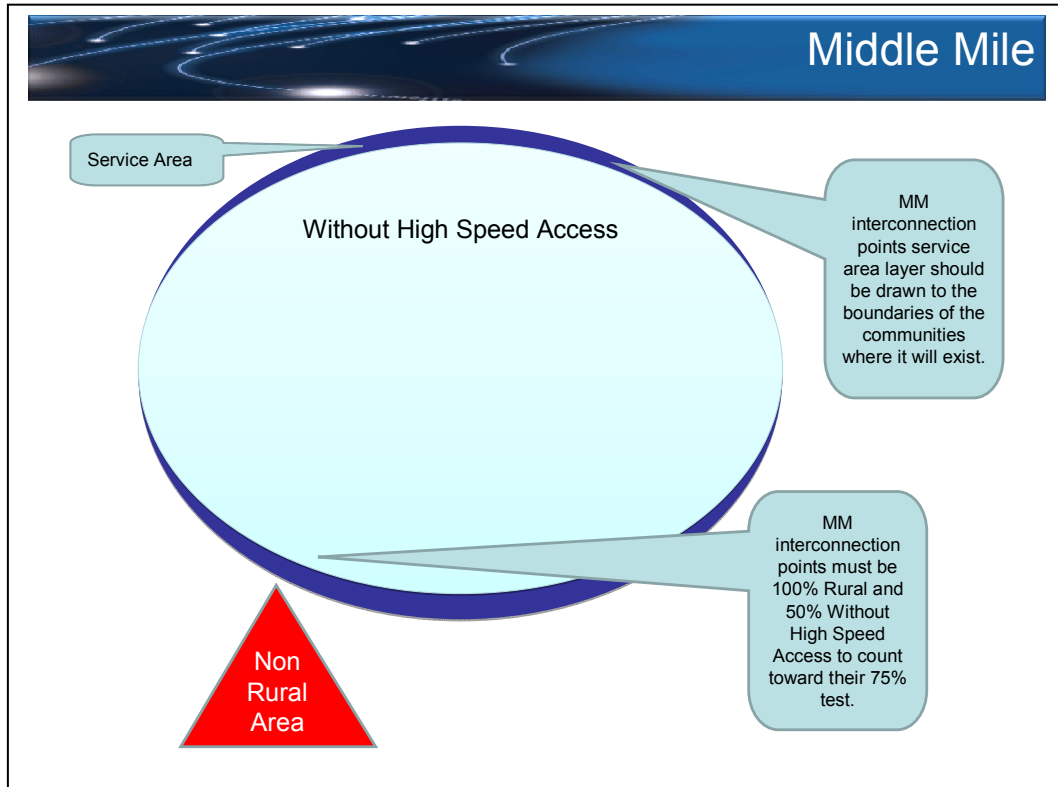 Middle Mile
Service Area
Without High Speed Access
MM
interconnection
points service
area layer should
be drawn to the
boundaries of the
communities
where it will exist.
MM
interconnection
points must be
100% Rural and
50% Without
High Speed
Access to count
toward their 75%
test.
Non
Rural
Area